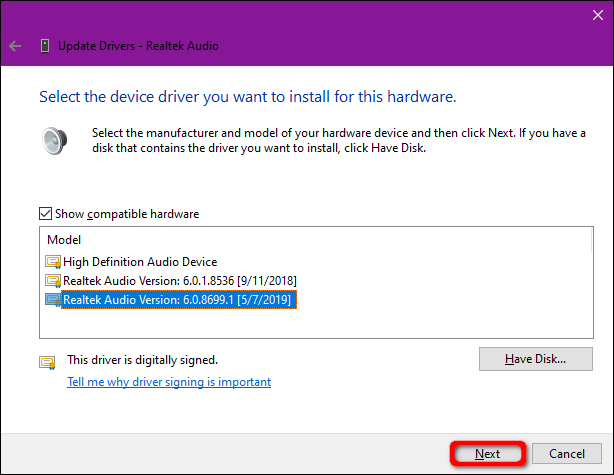 Update Drivers - Realtek Audio
Select the device driver you want to install for this hardware.
Select the manufacturer and model of your hardware device and then click Next. If you have a
disk that contains the driver you want to install, click Have Disk.
Show compatible hardware
Model
High Definition Audio Device
Realtek Audio Version: 6.0.1.8536 [9/11/2018]
Realtek Audio Version: 6.0.8699.1 [5/7/2019]
This driver is digitally signed.
Have Disk...
Tell me why driver signing is important
Next
Cancel